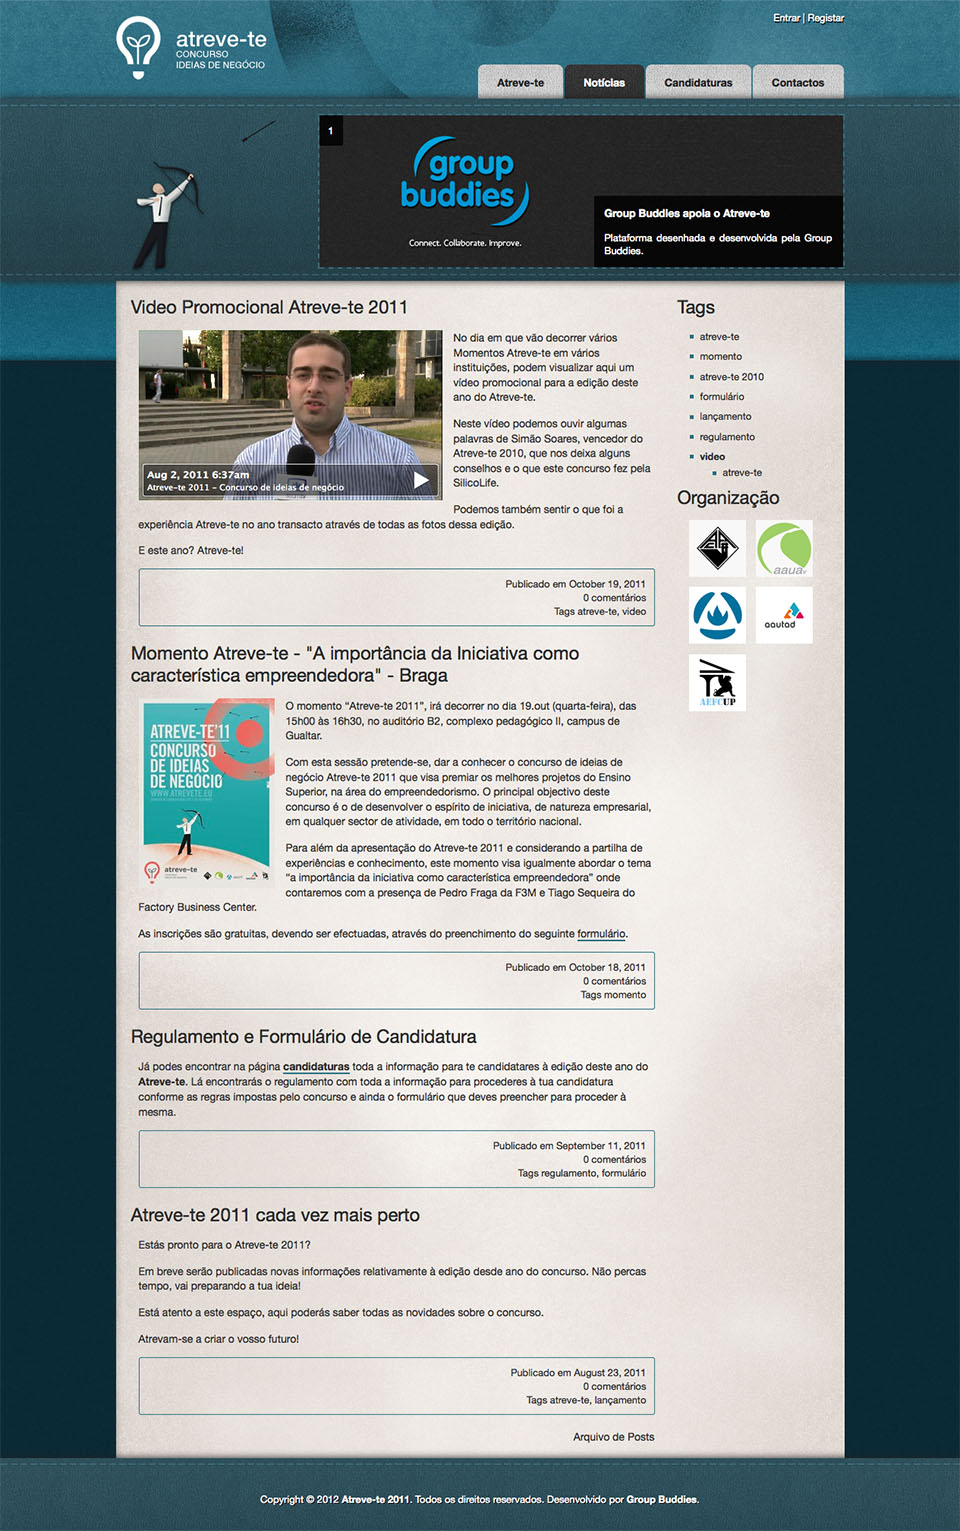 Entrar | Registar
atreve-te
CONCURSO
IDEIAS DE NEGÓCIO
Atreve-te
Notícias
Candidaturas
Contactos
1
group
buddies
Connect. Collaborate. Improve.
Group Buddies apoia o Atreve-te
Plataforma desenhada e desenvolvida pela Group
Buddies.
Video Promocional Atreve-te 2011
Aug 2, 2011 6:37am
Atreve-te 2011 - Concurso de ideias de negócio
No dia em que vão decorrer vários
Momentos Atreve-te em vários
instituições, podem visualizar aqui um
vídeo promocional para a edição deste
ano do Atreve-te.
Neste vídeo podemos ouvir algumas
palavras de Simão Soares, vencedor do
Atreve-te 2010, que nos deixa alguns
conselhos e o que este concurso fez pela
SilicoLife.
Podemos também sentir o que foi a
experiência Atreve-te no ano transacto através de todas as fotos dessa edição.
E este ano? Atreve-te!
Publicado em October 19, 2011
0 comentários
Tags atreve-te, video
Momento Atreve-te - "A importância da Iniciativa como
característica empreendedora" - Braga
ATREVE-TE'11
CONCURSO
DE IDEIAS
DE NEGÓCIO
WWW.ATREVETE.EU
atreve-te
O momento “Atreve-te 2011”, irá decorrer no dia 19.out (quarta-feira), das
15h00 às 16h30, no auditório B2, complexo pedagógico II, campus de
Gualtar.
Com esta sessão pretende-se, dar a conhecer o concurso de ideias de
negócio Atreve-te 2011 que visa premiar os melhores projetos do Ensino
Superior, na área do empreendedorismo. O principal objectivo deste
concurso é o de desenvolver o espírito de iniciativa, de natureza empresarial,
em qualquer sector de atividade, em todo o território nacional.
Para além da apresentação do Atreve-te 2011 e considerando a partilha de
experiências e conhecimento, este momento visa igualmente abordar o tema
“a importância da iniciativa como característica empreendedora” onde
contaremos com a presença de Pedro Fraga da F3M e Tiago Sequeira do
Factory Business Center.
As inscrições são gratuitas, devendo ser efectuadas, através do preenchimento do seguinte formulário.
Publicado em October 18, 2011
0 comentários
Tags momento
Regulamento e Formulário de Candidatura
Já podes encontrar na página candidaturas toda a informação para te candidatares à edição deste ano do
Atreve-te. Lá encontrarás o regulamento com toda a informação para procederes à tua candidatura
conforme as regras impostas pelo concurso e ainda o formulário que deves preencher para proceder à
mesma.
Publicado em September 11, 2011
0 comentários
Tags regulamento, formulário
Atreve-te 2011 cada vez mais perto
Estás pronto para o Atreve-te 2011?
Em breve serão publicadas novas informações relativamente à edição desde ano do concurso. Não percas
tempo, vai preparando a tua ideia!
Está atento a este espaço, aqui poderás saber todas as novidades sobre o concurso.
Atrevam-se a criar o vosso futuro!
Publicado em August 23, 2011
0 comentários
Tags atreve-te, lançamento
Arquivo de Posts
Tags
atreve-te
momento
atreve-te 2010
formulário
lançamento
regulamento
video
atreve-te
Organização
aauav
aautad
AEFCUP
Copyright © 2012 Atreve-te 2011. Todos os direitos reservados. Desenvolvido por Group Buddies.